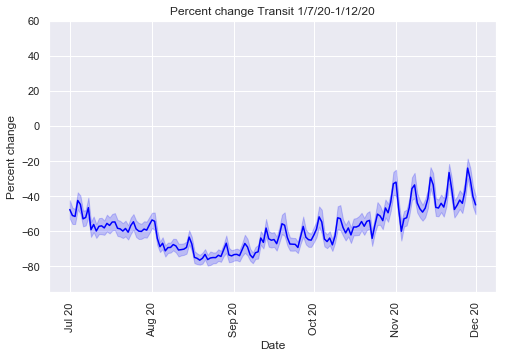 Percent change Transit 1/7/20-1/12/20
Percent change
60
40
20
0
−20
−40
−60
−80
Jul 20
Aug 20
Sep 20
Oct 20
Nov 20
Dec 20
Date